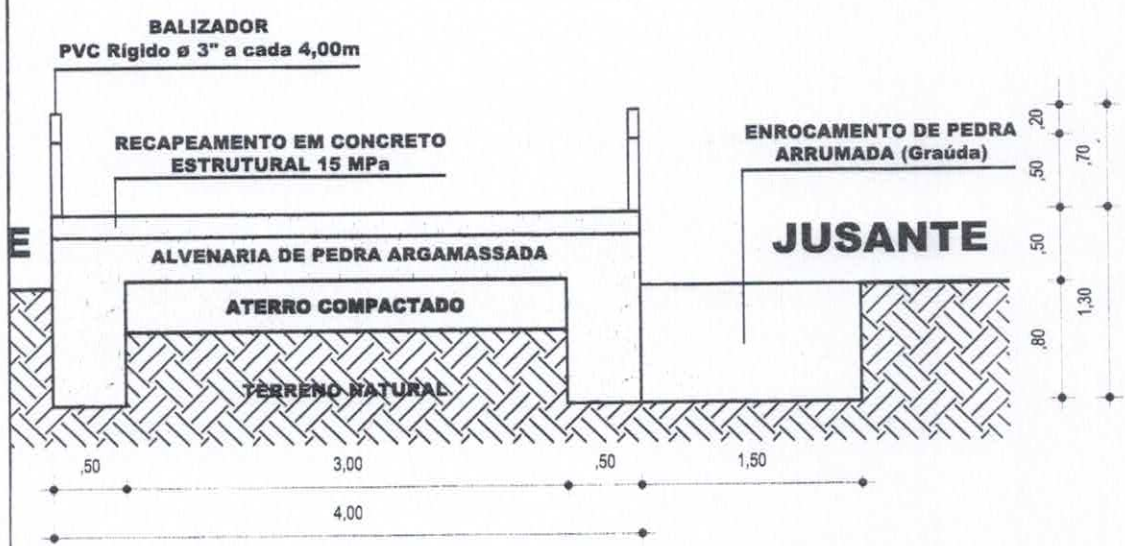 BALIZADOR
PVC Rígido ø 3" a cada 4,00m
RECAPEAMENTO EM CONCRETO
ESTRUTURAL 15 MPa
ENROCAMENTO DE PEDRA
ARRUMADA (Graúda)
E
JUSANTE
ALVENARIA DE PEDRA ARGAMASSADA
ATERRO COMPACTADO
TERRENO NATURAL
,20
,50
,70
,50
,80
1,30
,50
3,00
,50
1,50
4,00